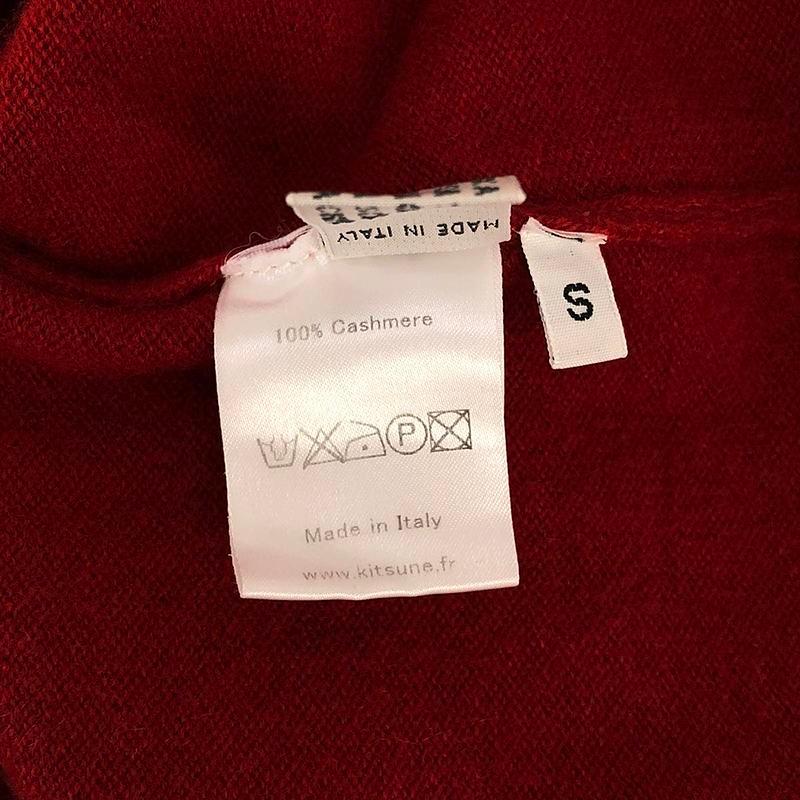 MADE IN ITALY
S
100% Cashmere
P
Made in Italy
www.kitsune.fr